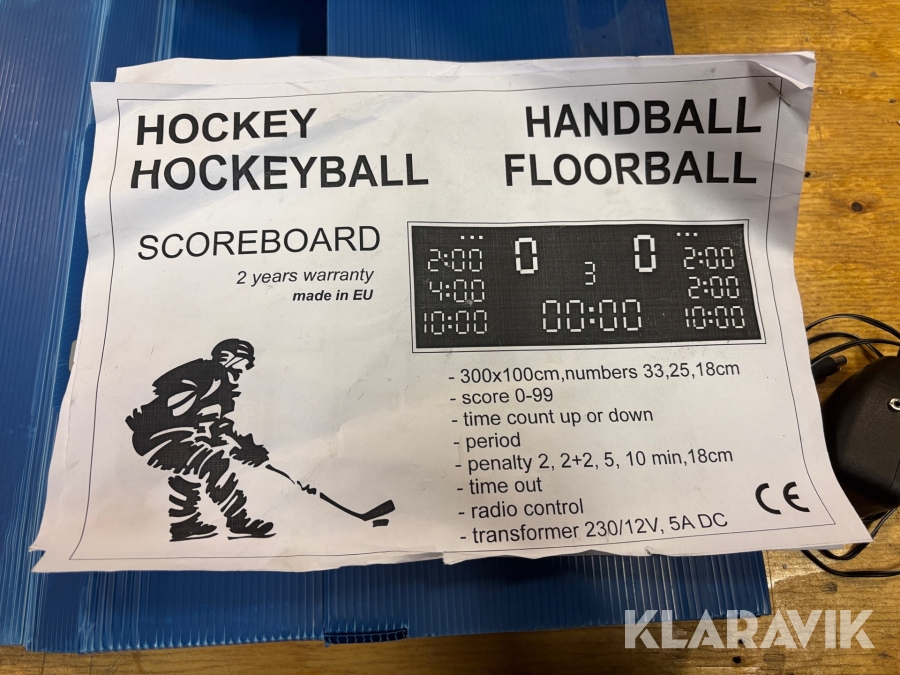 HOCKEY
HOCKEYBALL
HANDBALL
FLOORBALL
SCOREBOARD
2 years warranty
made in EU
... ...
0 0
2:00 3 2:00
4:00 2:00
10:00 00:00 10:00
- 300x100cm,numbers 33,25,18cm
- score 0-99
- time count up or down
- period
- penalty 2, 2+2, 5, 10 min,18cm
- time out
- radio control
- transformer 230/12V, 5A DC
CE
KLARAVIK